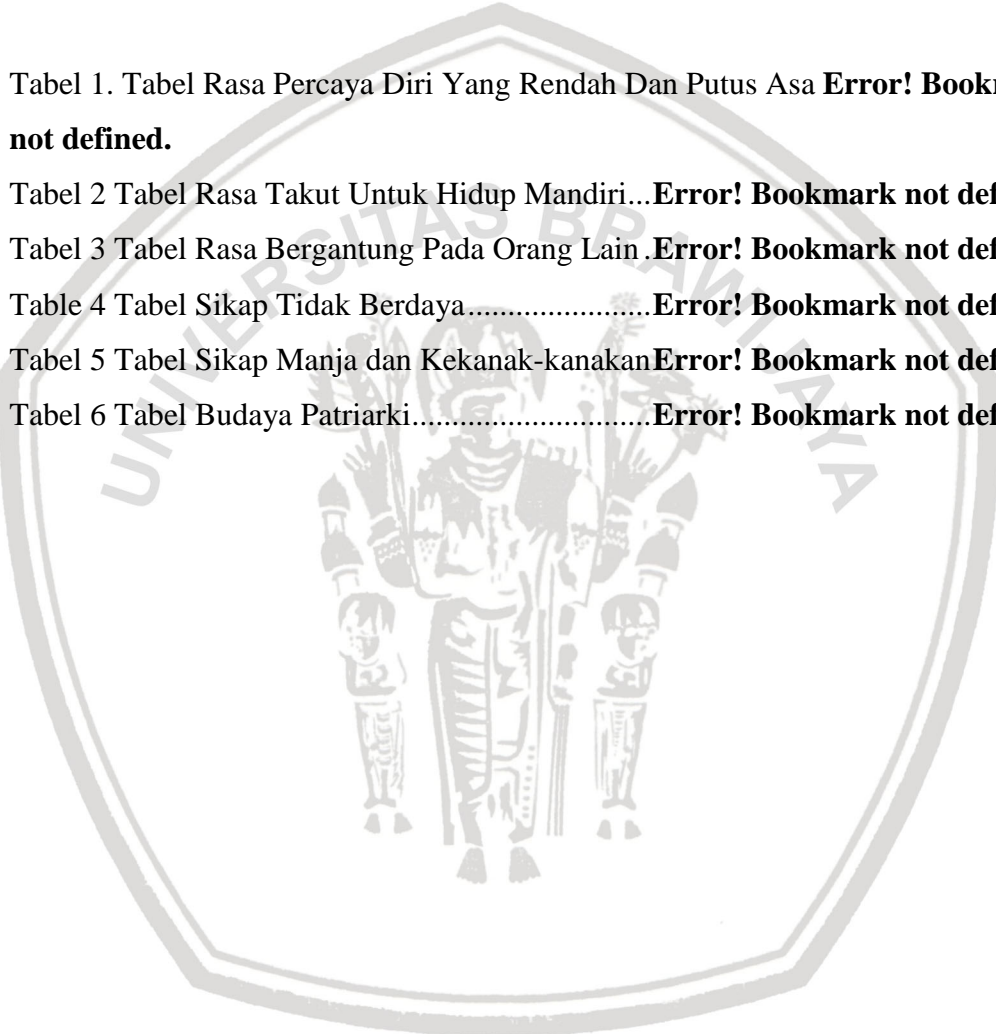 Tabel 1. Tabel Rasa Percaya Diri Yang Rendah Dan Putus Asa Error! Bookm
not defined.
Tabel 2 Tabel Rasa Takut Untuk Hidup Mandiri...Error! Bookmark not def
Tabel 3 Tabel Rasa Bergantung Pada Orang Lain.Error! Bookmark not def
Table 4 Tabel Sikap Tidak Berdaya.......................Error! Bookmark not def
Tabel 5 Tabel Sikap Manja dan Kekanak-kanakanError! Bookmark not def
Tabel 6 Tabel Budaya Patriarki..............................Error! Bookmark not def
UNIVERSITAS BRAWIJAYA